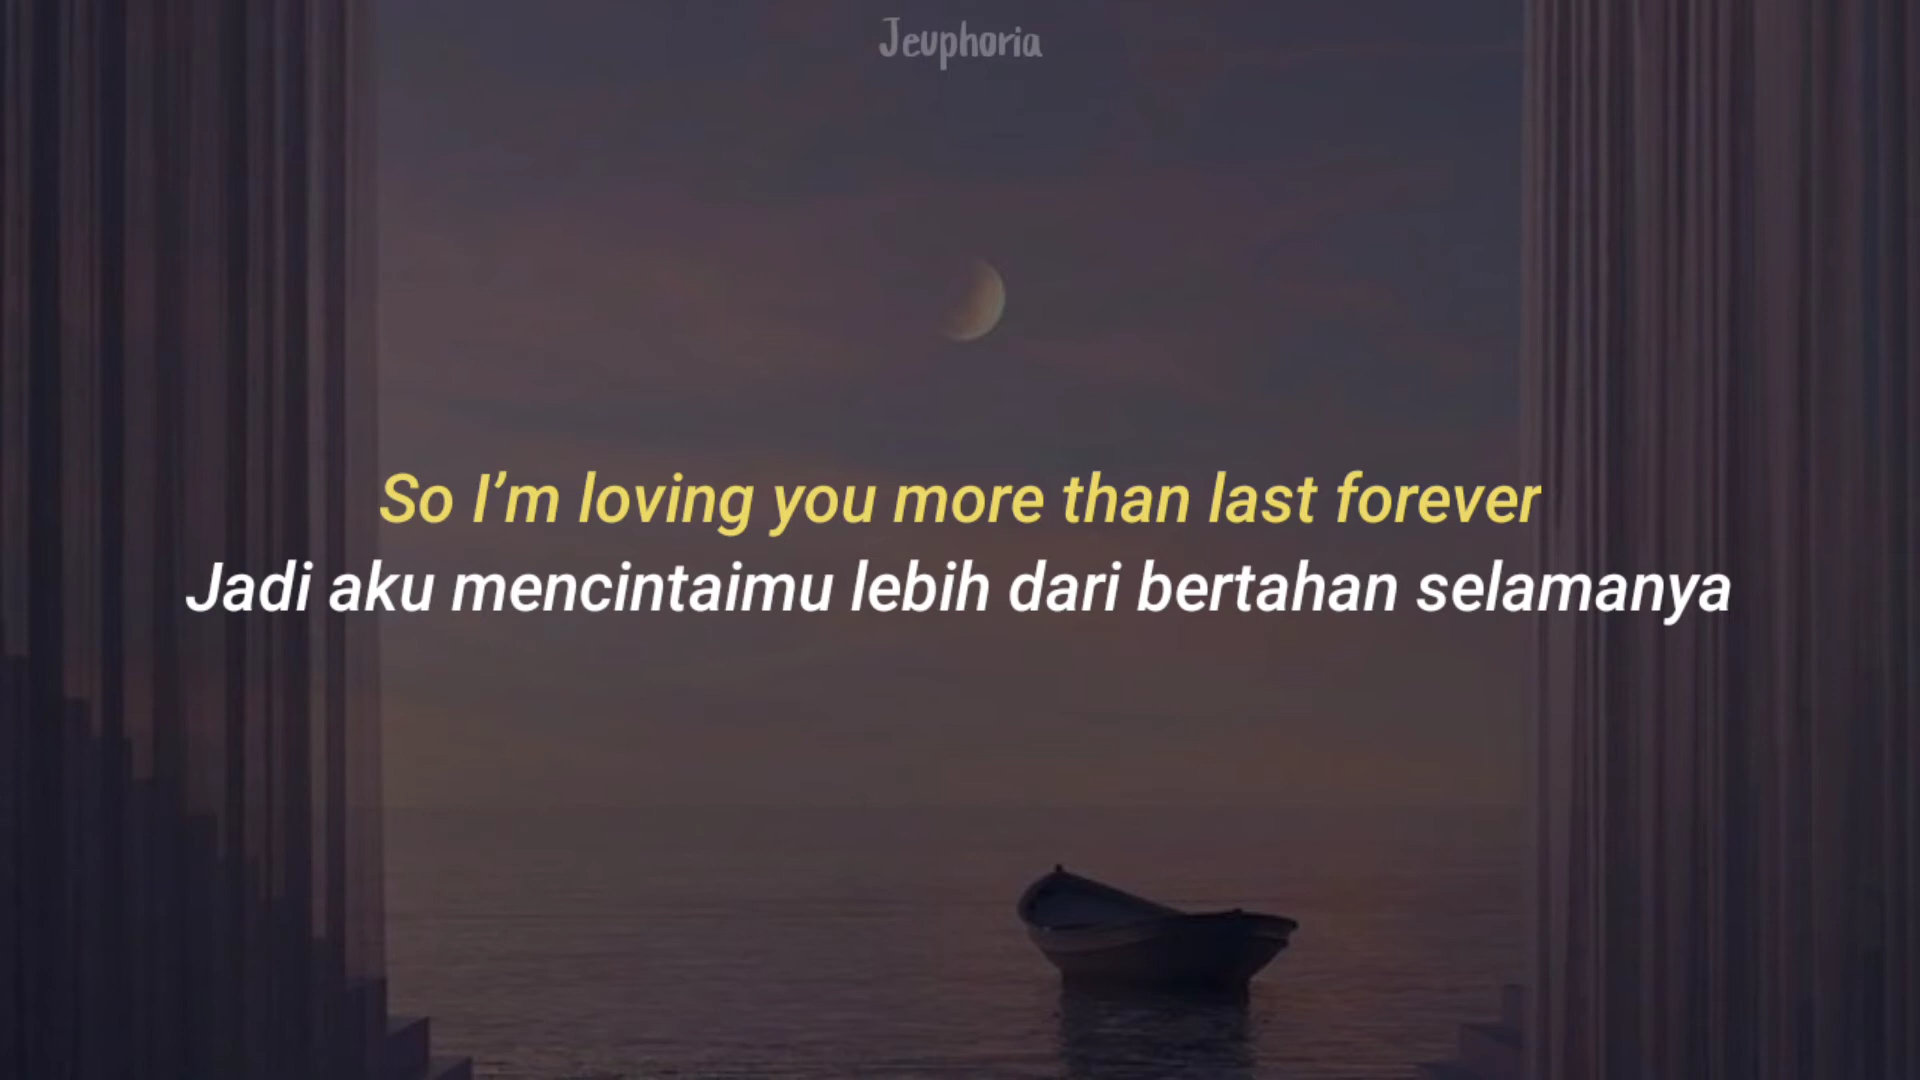 Jeuphoria
So I’m loving you more than last forever
Jadi aku mencintaimu lebih dari bertahan selamanya